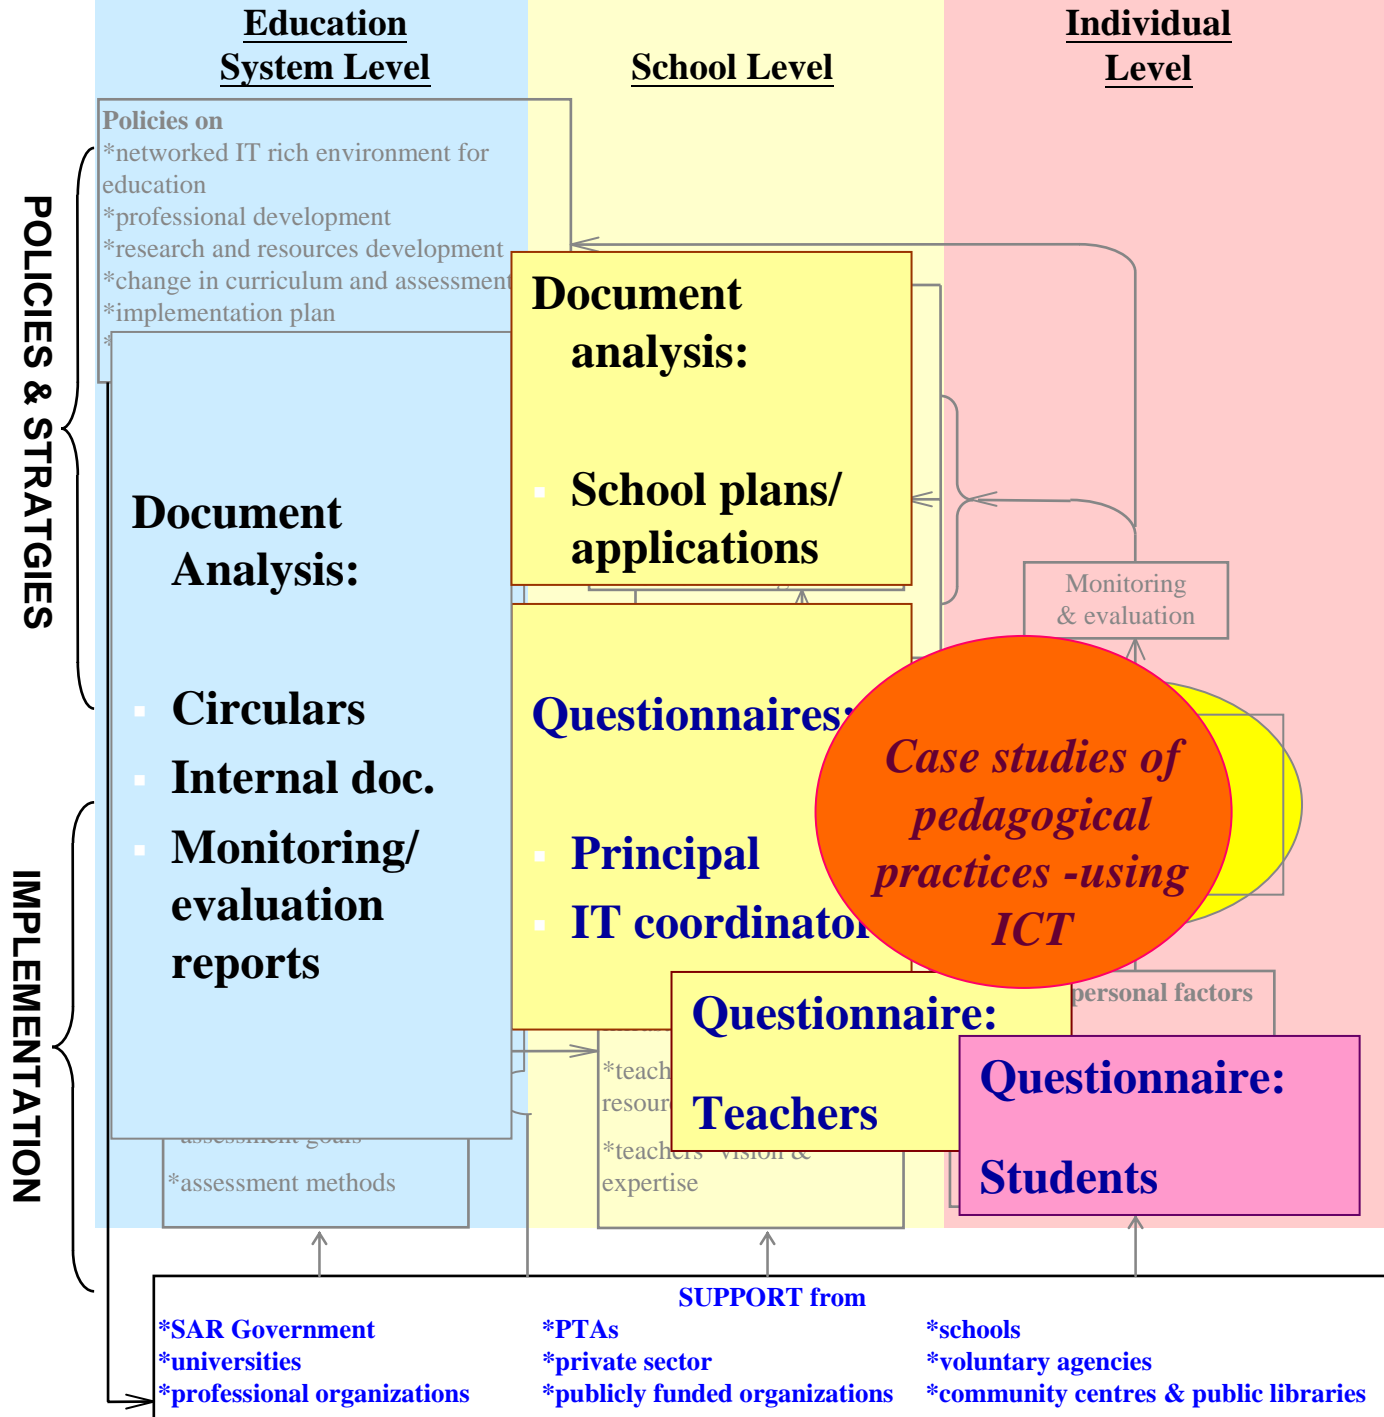 Education
System Level
School Level
Individual
Level
POLICIES & STRATGIES
IMPLEMENTATION
Policies on
*networked IT rich environment for
education
*professional development
*research and resources development
*change in curriculum and assessment
*implementation plan
*
Document
Analysis:
Circulars
Internal doc.
Monitoring/
evaluation
reports
assessment goals
*assessment methods
Document
analysis:
School plans/
applications
Questionnaires:
Principal
IT coordinator
Questionnaire:
Teachers
*teach
resour
*teachers' vision &
expertise
Monitoring
& evaluation
Case studies of
pedagogical
practices -using
ICT
personal factors
Questionnaire:
Students
SUPPORT from
*SAR Government
*universities
*professional organizations
*PTAs
*private sector
*publicly funded organizations
*schools
*voluntary agencies
*community centres & public libraries